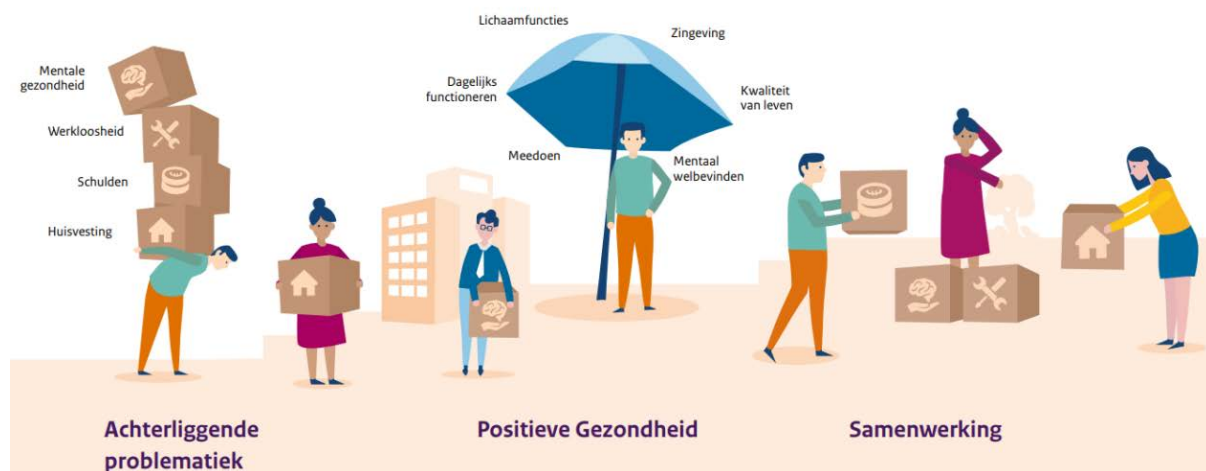 Mentale
gezondheid
Werkloosheid
Schulden
Huisvesting
Lichaamfuncties
Zingeving
Dagelijks
functioneren
Kwaliteit
van leven
Meedoen
Mentaal
welbevinden
Achterliggende
problematiek
Positieve Gezondheid
Samenwerking